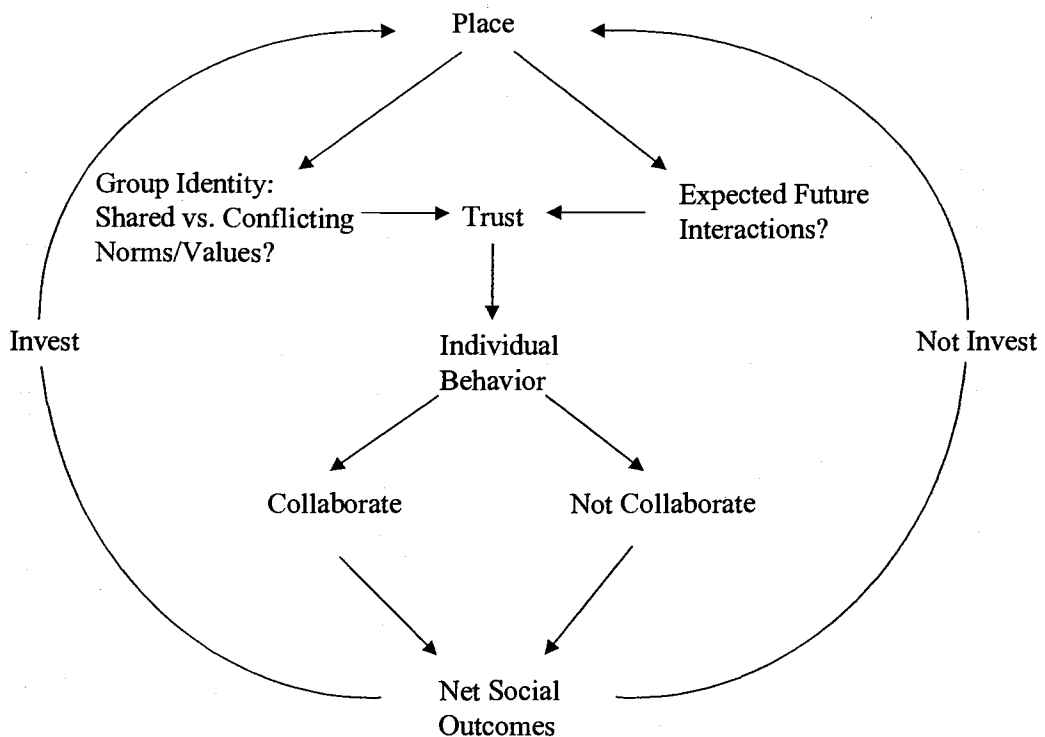 Place
Group Identity:
Shared vs. Conflicting
Norms/Values?
Trust
Expected Future
Interactions?
Invest
Individual
Behavior
Not Invest
Collaborate
Not Collaborate
Net Social
Outcomes